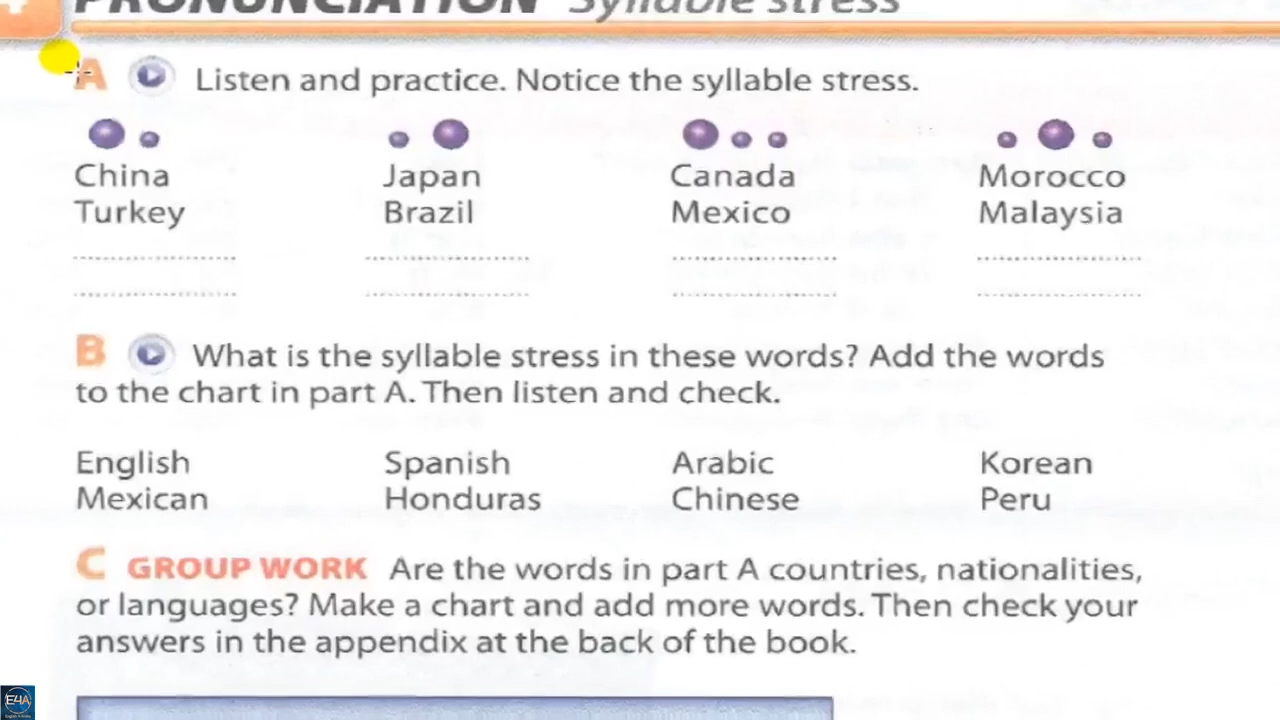 4 PRONUNCIATION Syllable stress
A Listen and practice. Notice the syllable stress.
China Japan Canada Morocco
Turkey Brazil Mexico Malaysia
B What is the syllable stress in these words? Add the words
to the chart in part A. Then listen and check.
English Spanish Arabic Korean
Mexican Honduras Chinese Peru
C GROUP WORK Are the words in part A countries, nationalities,
or languages? Make a chart and add more words. Then check your
answers in the appendix at the back of the book.
E4A